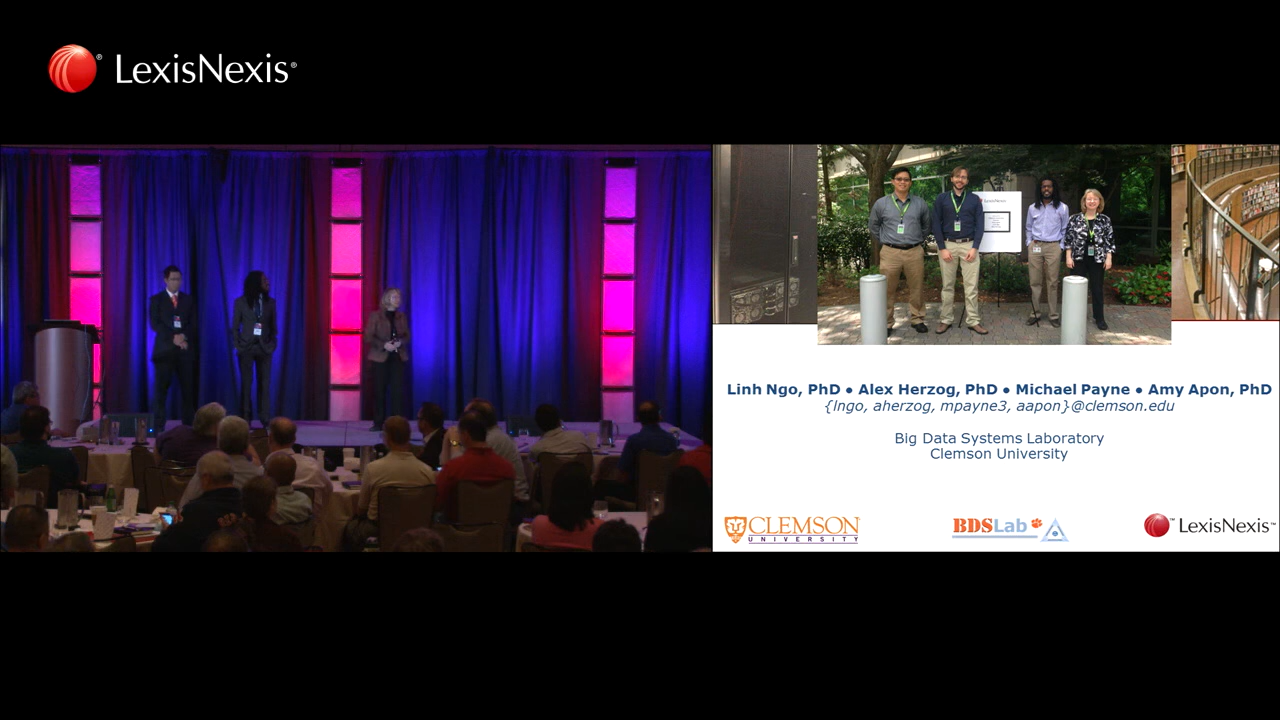 LexisNexis®
LexisNexis
Linh Ngo, PhD ● Alex Herzog, PhD ● Michael Payne ● Amy Apon, PhD
{lngo, aherzog, mpayne3, aapon}@clemson.edu
Big Data Systems Laboratory
Clemson University
CLEMSON
UNIVERSITY
BDSLab
LexisNexis™